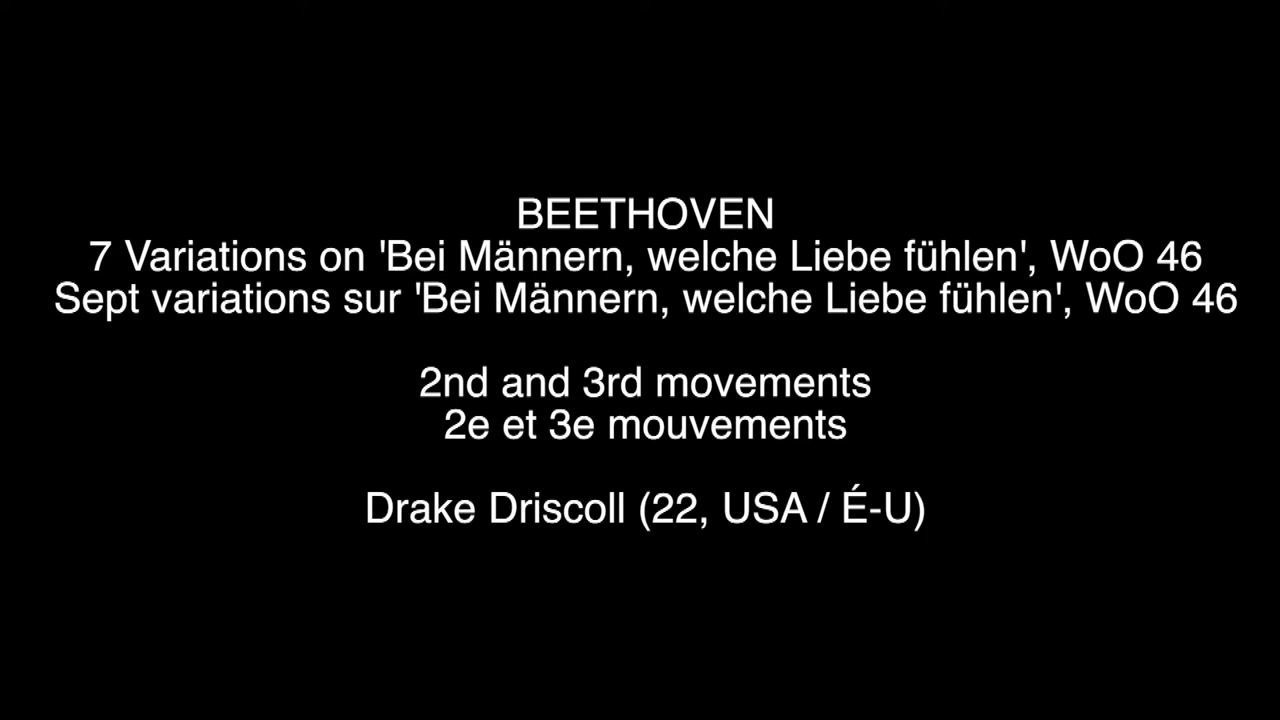 BEETHOVEN
7 Variations on 'Bei Männern, welche Liebe fühlen', WoO 46
Sept variations sur 'Bei Männern, welche Liebe fühlen', WoO 46
2nd and 3rd movements
2e et 3e mouvements
Drake Driscoll (22, USA / É-U)